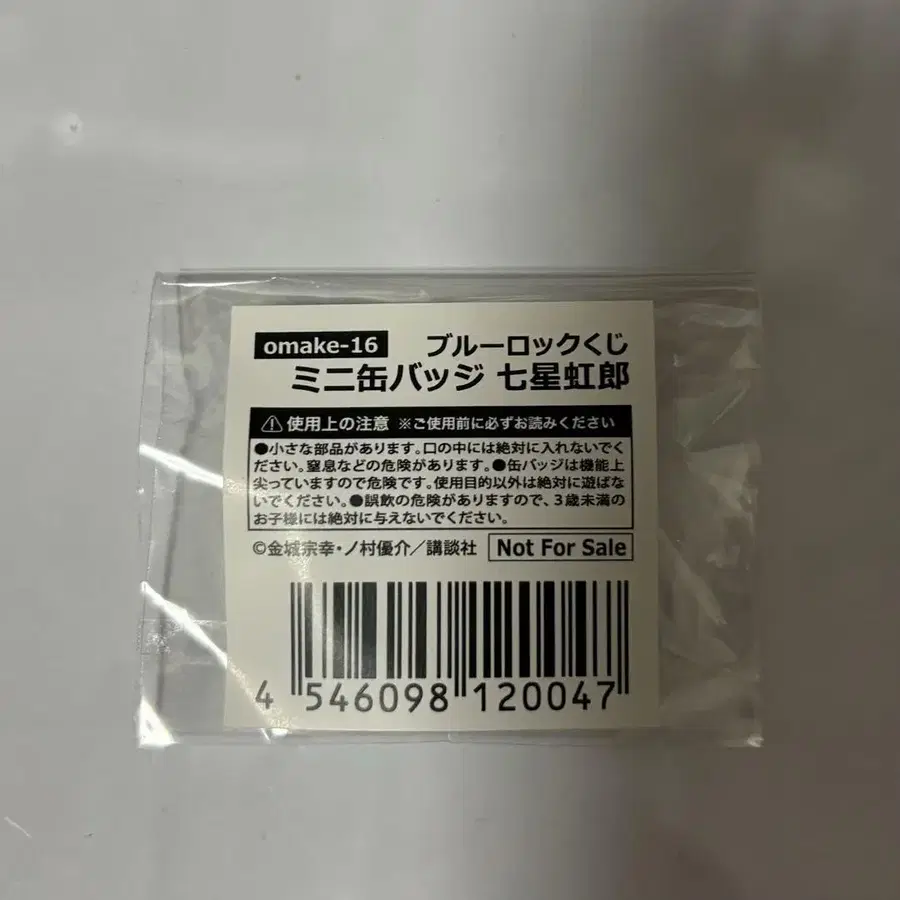 omake-16 ブルーロックくじ
ミニ缶バッジ 七星虹郎
⚠使用上の注意 ※ご使用前に必ずお読みください
●小さな部品があります。口の中には絶対に入れないでく
ださい。窒息などの危険があります。●缶バッジは機能上
尖っていますので危険です。使用目的以外は絶対に遊ばな
いでください。●誤飲の危険がありますので、3歳未満の
お子様には絶対に与えないでください。
©金城宗幸・ノ村優介／講談社 Not For Sale
4 546098 120047